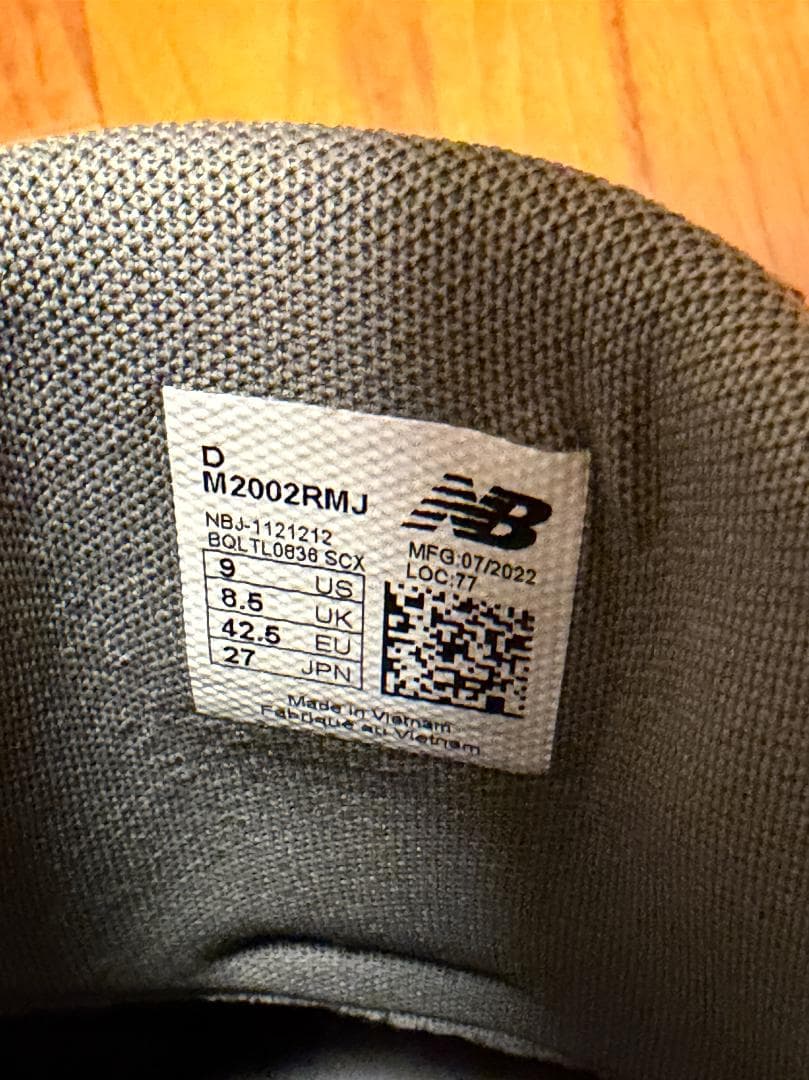 D
M2002RMJ
NBJ-1121212
BQLTL0836 SCX
9 US
8.5 UK
42.5 EU
27 JPN
NB
MFG:07/2022
LOC:77
Made in Vietnam
Fabriqué au Vietnam